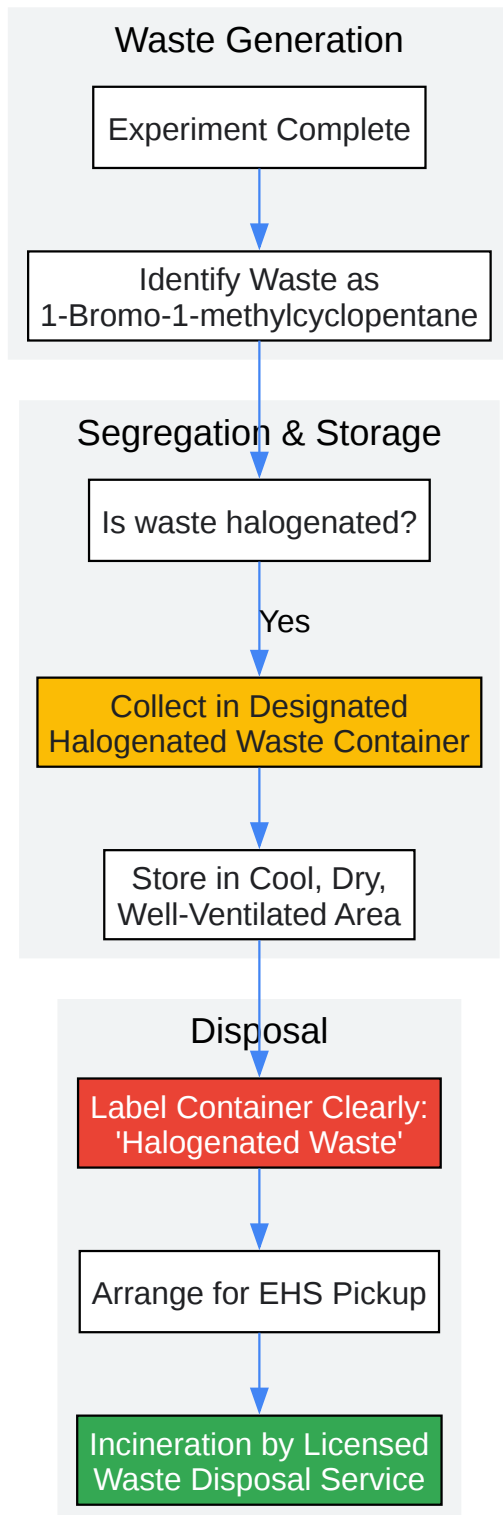 Waste Generation
Experiment Complete
Identify Waste as
1-Bromo-1-methylcyclopentane
Segregation & Storage
Is waste halogenated?
Yes
Collect in Designated
Halogenated Waste Container
Store in Cool, Dry,
Well-Ventilated Area
Disposal
Label Container Clearly:
'Halogenated Waste'
Arrange for EHS Pickup
Incineration by Licensed
Waste Disposal Service